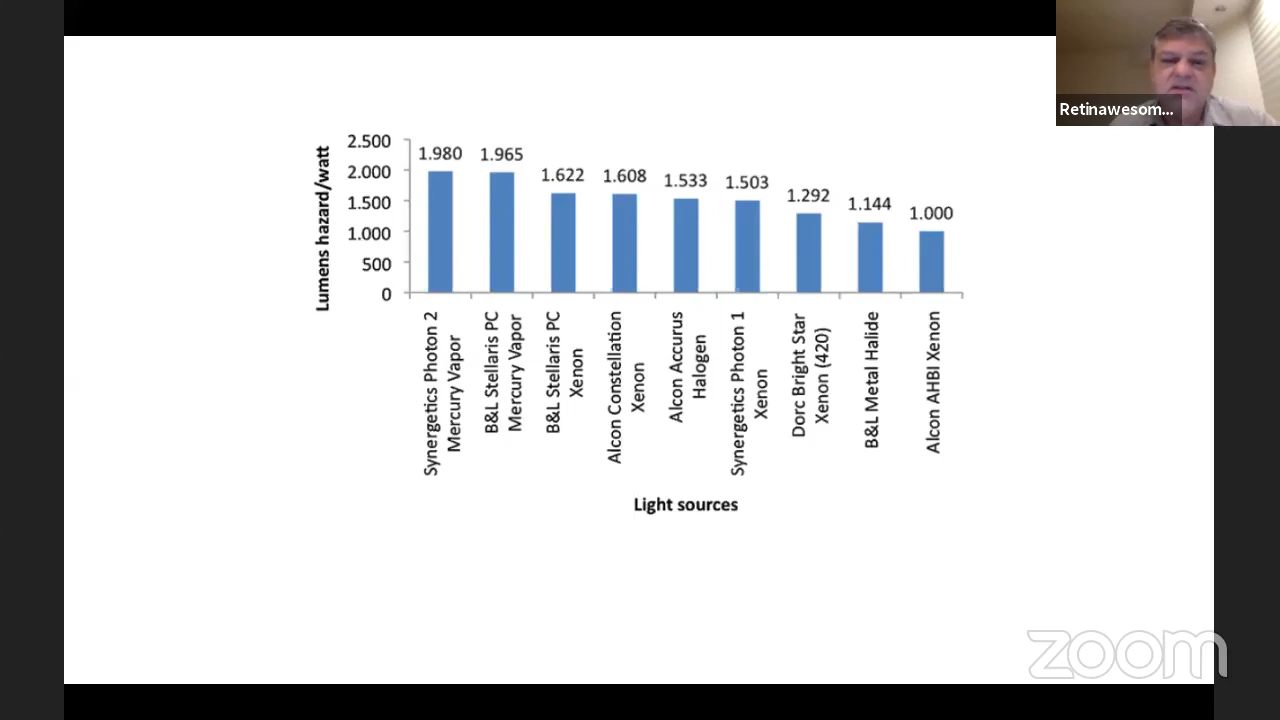 Retinawesom...
Lumens hazard/watt
2.500
2.000
1.500
1.000
500
0
1.980
1.965
1.622
1.608
1.533
1.503
1.292
1.144
1.000
Synergetics Photon 2
Mercury Vapor
B&L Stellaris PC
Mercury Vapor
B&L Stellaris PC
Xenon
Alcon Constellation
Xenon
Alcon Accurus
Halogen
Synergetics Photon 1
Xenon
Dorc Bright Star
Xenon (420)
B&L Metal Halide
Alcon AHBI Xenon
Light sources
zoom